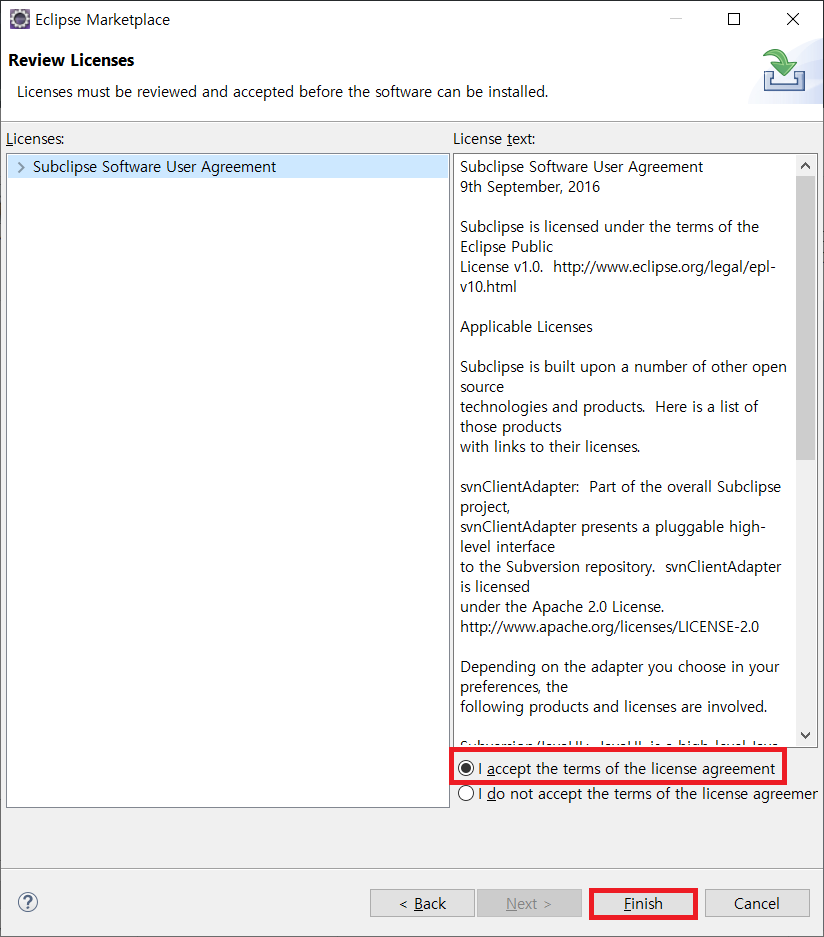 Eclipse Marketplace
Review Licenses
Licenses must be reviewed and accepted before the software can be installed.
Licenses:
Subclipse Software User Agreement
License text:
Subclipse Software User Agreement
9th September, 2016
Subclipse is licensed under the terms of the
Eclipse Public
License v1.0.  http://www.eclipse.org/legal/epl-
v10.html
Applicable Licenses
Subclipse is built upon a number of other open
source
technologies and products.  Here is a list of
those products
with links to their licenses.
svnClientAdapter:  Part of the overall Subclipse
project,
svnClientAdapter presents a pluggable high-
level interface
to the Subversion repository.  svnClientAdapter
is licensed
under the Apache 2.0 License.
http://www.apache.org/licenses/LICENSE-2.0
Depending on the adapter you choose in your
preferences, the
following products and licenses are involved.
I accept the terms of the license agreement
I do not accept the terms of the license agreemer
< Back
Next >
Finish
Cancel